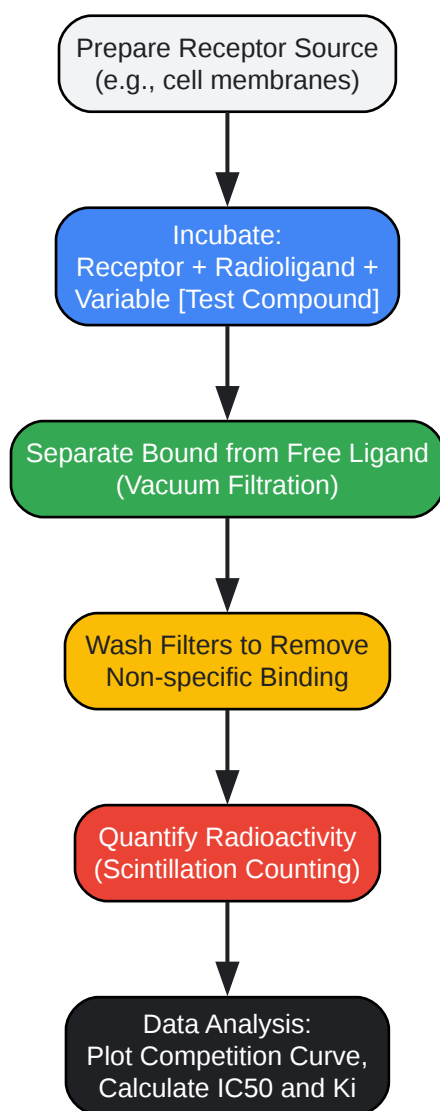 Prepare Receptor Source
(e.g., cell membranes)
Incubate:
Receptor + Radioligand +
Variable [Test Compound]
Separate Bound from Free Ligand
(Vacuum Filtration)
Wash Filters to Remove
Non-specific Binding
Quantify Radioactivity
(Scintillation Counting)
Data Analysis:
Plot Competition Curve,
Calculate IC50 and Ki